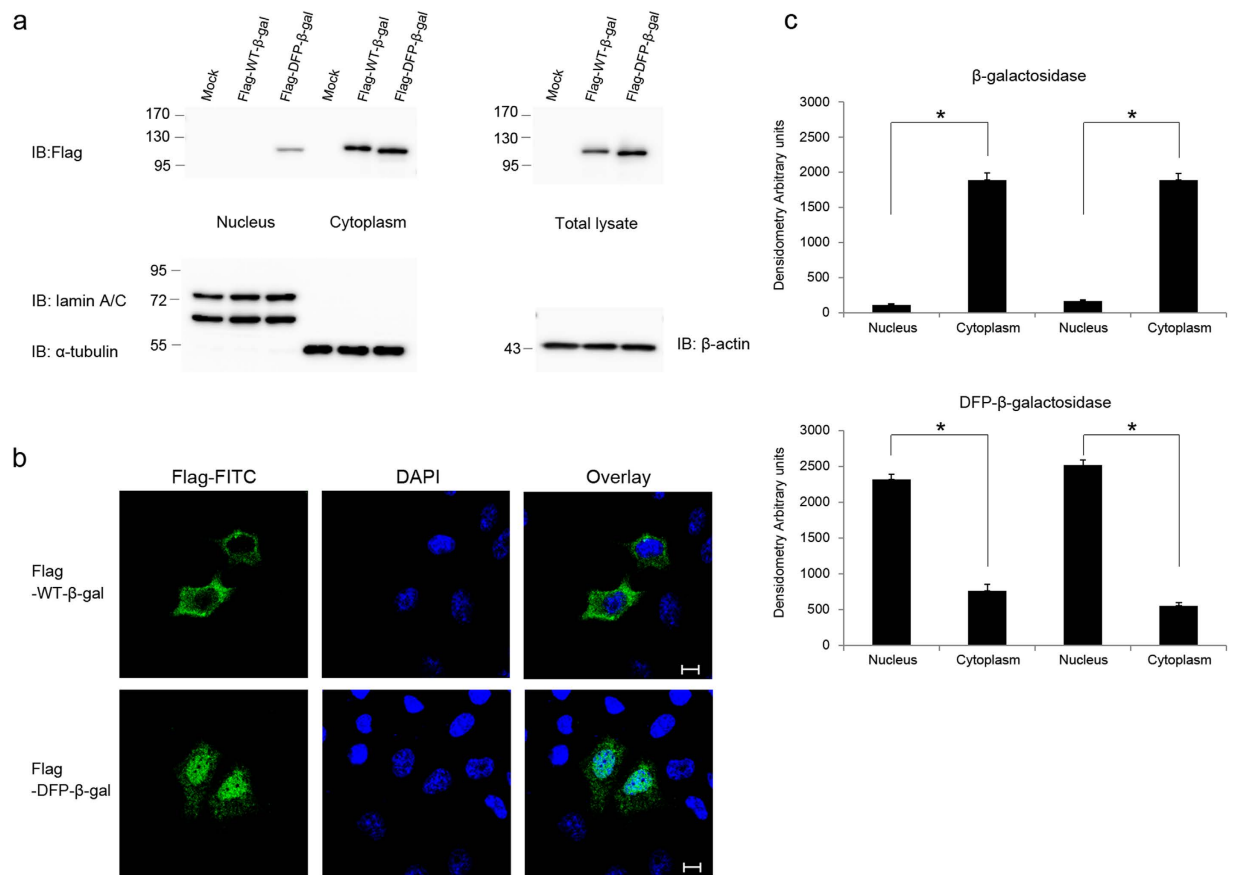 a
Mock
Flag-WT-β-gal
Flag-DFP-β-gal
Mock
Flag-WT-β-gal
Flag-DFP-β-gal
170
130
95
IB:Flag
Nucleus
Cytoplasm
95
72
55
IB: lamin A/C
IB: α-tubulin
Mock
Flag-WT-β-gal
Flag-DFP-β-gal
170
130
95
Total lysate
43
IB: β-actin
b
Flag-FITC
DAPI
Overlay
Flag
-WT-β-gal
Flag
-DFP-β-gal
c
β-galactosidase
Densidometry Arbitrary units
3000
2500
2000
1500
1000
500
0
*
*
Nucleus
Cytoplasm
Nucleus
Cytoplasm
DFP-β-galactosidase
Densidometry Arbitrary units
3000
2500
2000
1500
1000
500
0
*
*
Nucleus
Cytoplasm
Nucleus
Cytoplasm